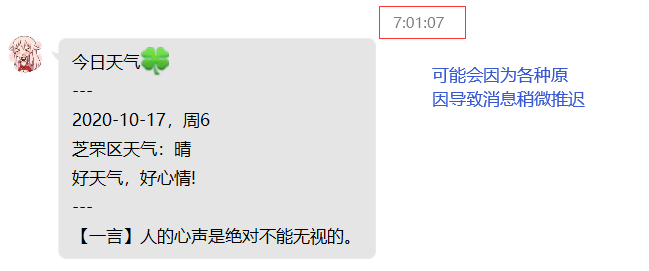 7:01:07
今日天气🍀
---
2020-10-17，周6
芝罘区天气：晴
好天气，好心情!
---
【一言】人的心声是绝对不能无视的。
可能会因为各种原
因导致消息稍微推迟